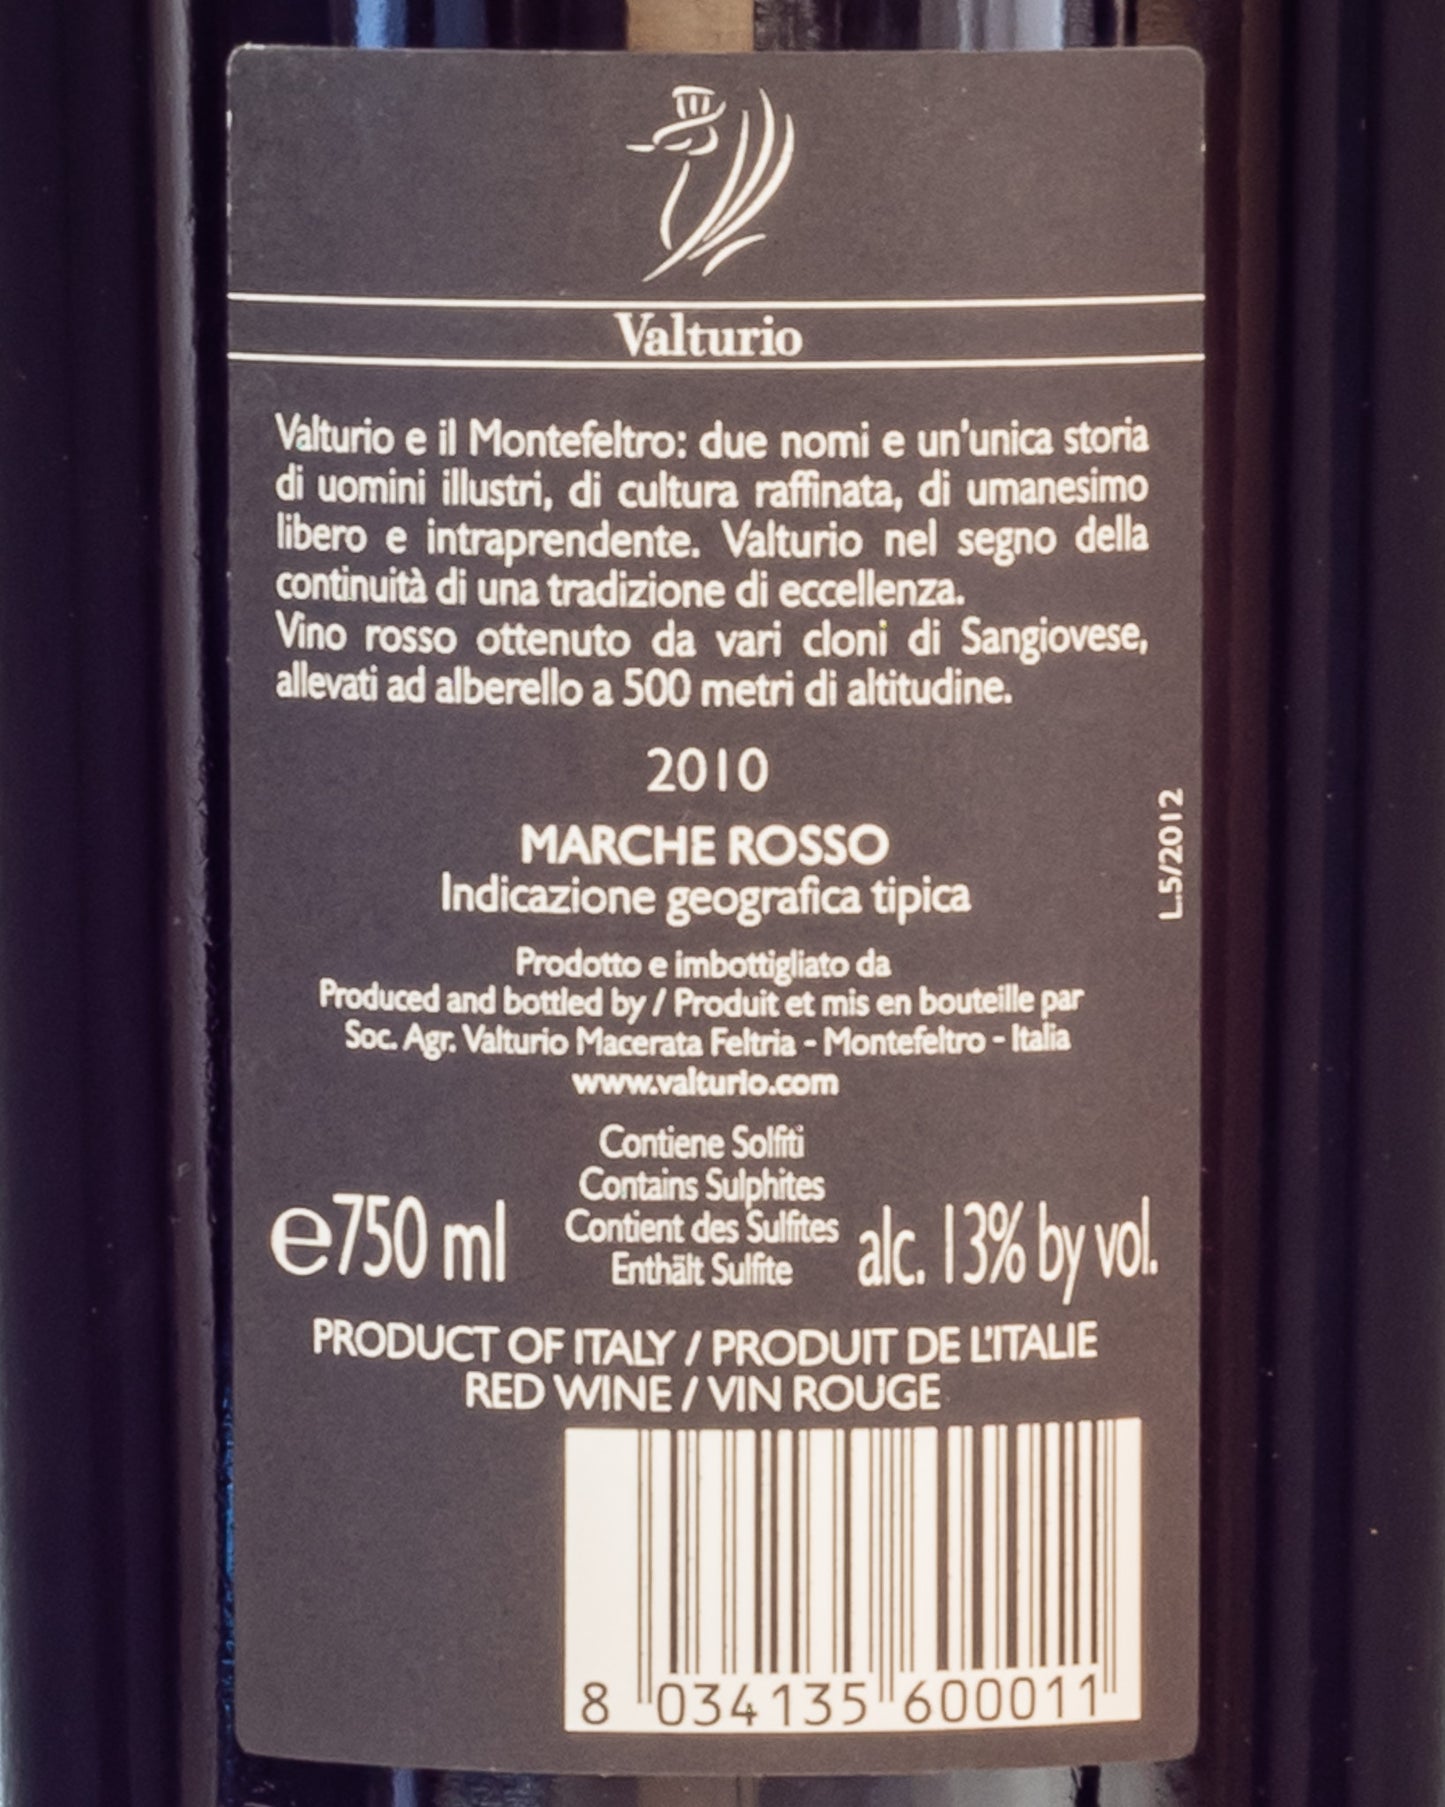 Valturio
Valturio e il Montefeltro: due nomi e un'unica storia
di uomini illustri, di cultura raffinata, di umanesimo
libero e intraprendente. Valturio nel segno della
continuità di una tradizione di eccellenza.
Vino rosso ottenuto da vari cloni di Sangiovese,
allevati ad alberello a 500 metri di altitudine.
2010
MARCHE ROSSO
Indicazione geografica tipica
L.5/2012
Prodotto e imbottigliato da
Produced and bottled by / Produit et mis en bouteille par
Soc. Agr. Valturio Macerata Feltria - Montefeltro - Italia
www.valturio.com
Contiene Solfiti
Contains Sulphites
Contient des Sulfites
Enthält Sulfite
℮750 ml
alc. 13% by vol.
PRODUCT OF ITALY / PRODUIT DE L'ITALIE
RED WINE / VIN ROUGE
8 034135 600011